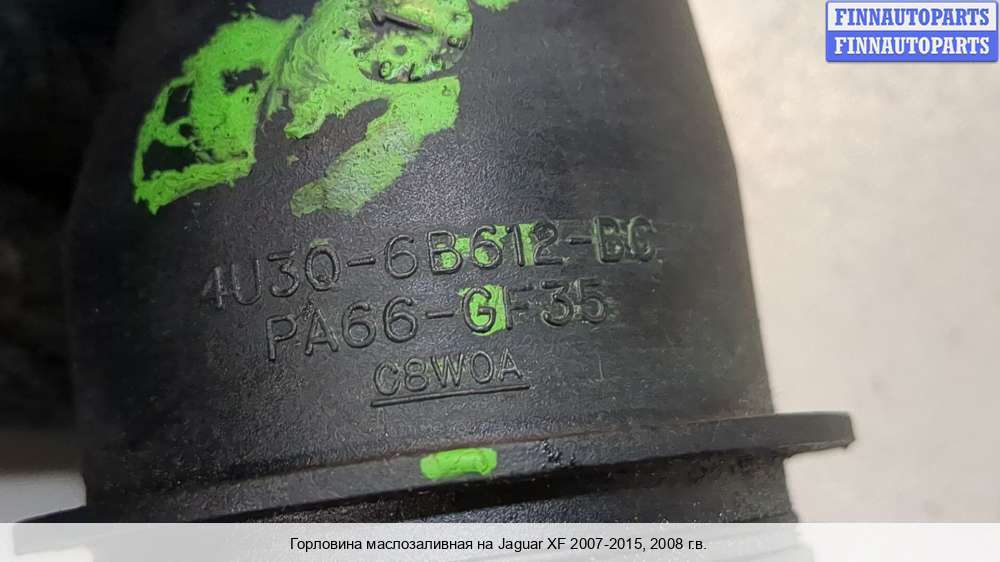 FINNAUTOPARTS
FINNAUTOPARTS
4U3Q-6B612-BC
PA66-GF35
C8W0A
Горловина маслозаливная на Jaguar XF 2007-2015, 2008 г.в.